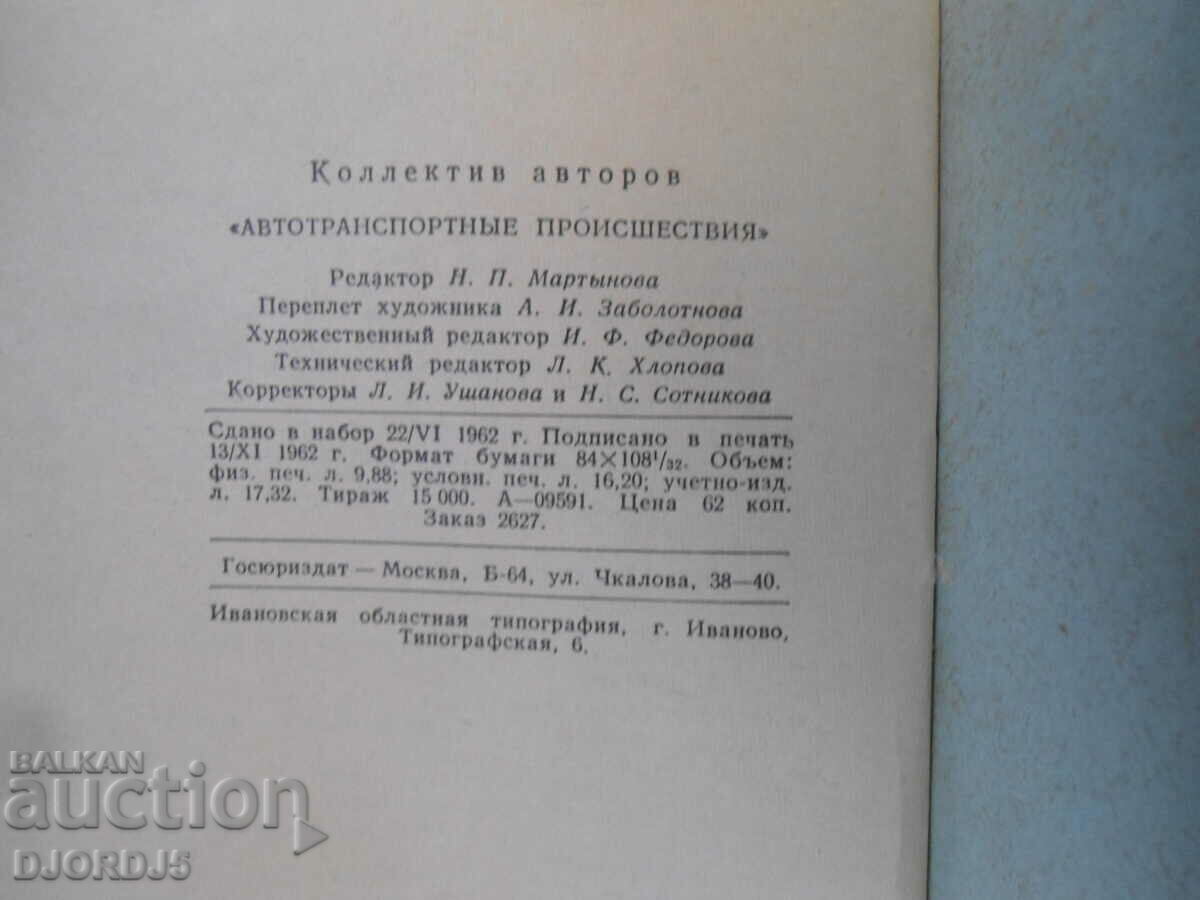 Коллектив авторов
«АВТОТРАНСПОРТНЫЕ ПРОИСШЕСТВИЯ»
Редактор Н. П. Мартынова
Переплет художника А. И. Заболотнова
Художественный редактор И. Ф. Федорова
Технический редактор Л. К. Хлопова
Корректоры Л. И. Ушанова и Н. С. Сотникова
Сдано в набор 22/VI 1962 г. Подписано в печать
13/XI 1962 г. Формат бумаги 84×108¹/₃₂. Объем:
физ. печ. л. 9,88; условн. печ. л. 16,20; учетно-изд.
л. 17,32. Тираж 15 000. А—09591. Цена 62 коп.
Заказ 2627.
Госюриздат — Москва, Б-64, ул. Чкалова, 38—40.
Ивановская областная типография, г. Иваново,
Типографская, 6.
BALKAN
auction
DJORDJ5